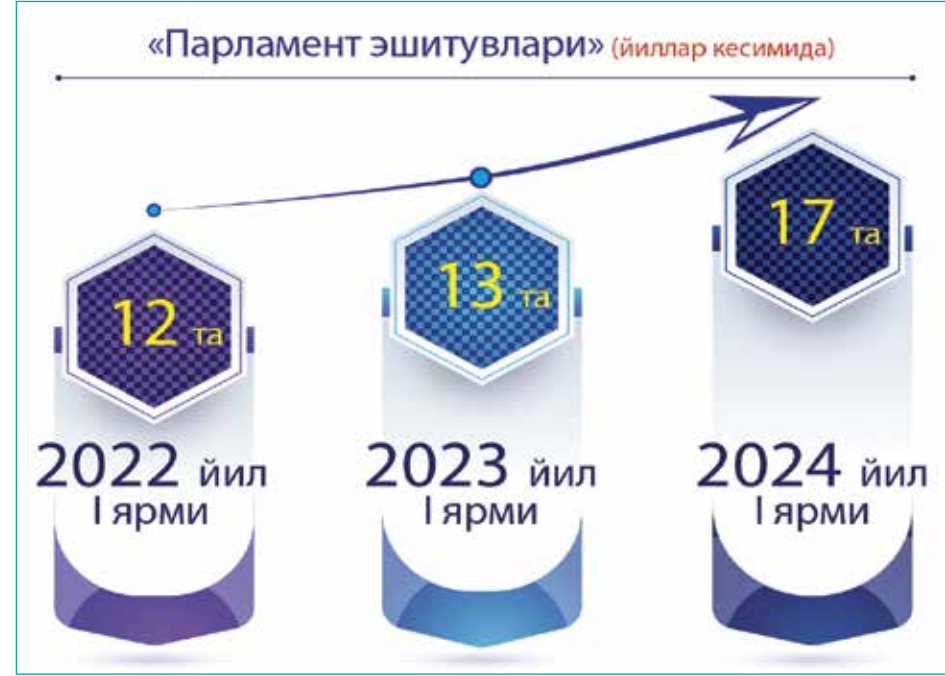 «Парламент эшитувлари» (йиллар кесимида)
12 та
2022 йил
I ярми
13 та
2023 йил
I ярми
17 та
2024 йил
I ярми